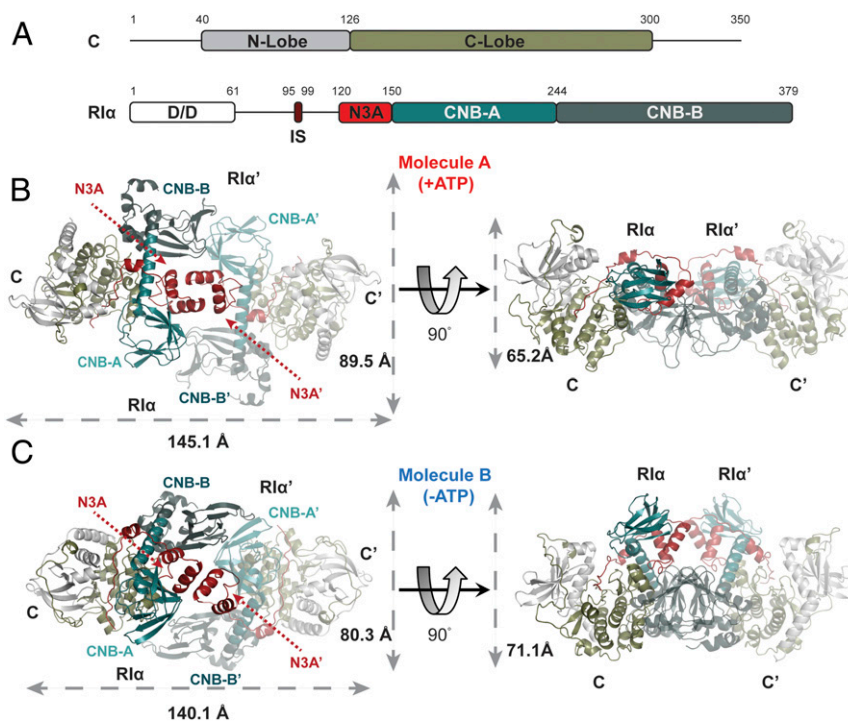 A
1 40 126 300 350
C N-Lobe C-Lobe
1 61 95 99 120 150 244 379
RIα D/D N3A CNB-A CNB-B
IS
B
Molecule A
(+ATP)
RIα'
CNB-B
N3A
CNB-A'
C
C'
CNB-A
CNB-B'
N3A'
RIα
89.5 Å
145.1 Å
90°
RIα RIα'
65.2Å
C C'
C
Molecule B
(-ATP)
CNB-B
RIα'
N3A
CNB-A'
C
C'
CNB-A
RIα
CNB-B'
N3A'
80.3 Å
140.1 Å
90°
RIα RIα'
71.1Å
C C'